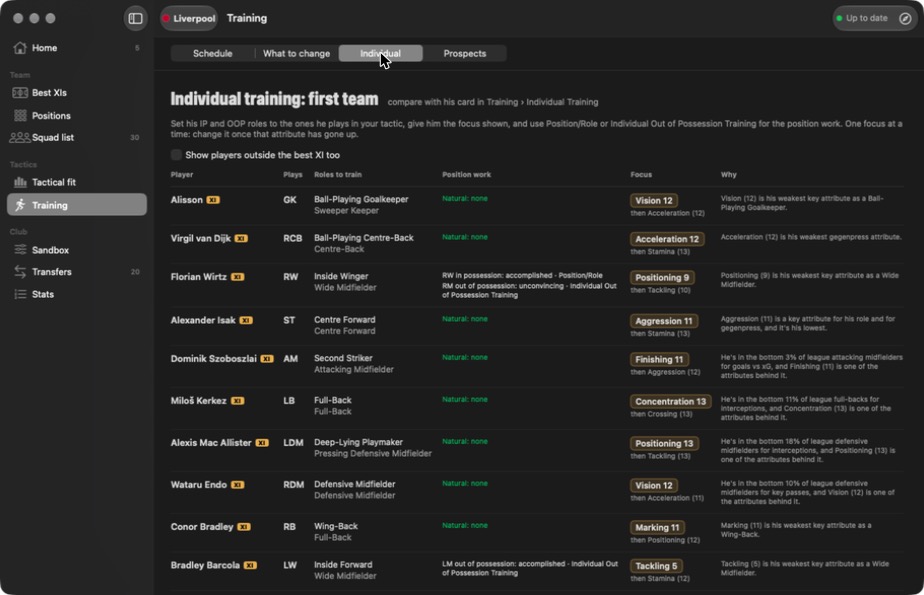 Liverpool
Training
Up to date
Home
5
Team
Best XIs
Positions
Squad list
30
Tactics
Tactical fit
Training
Club
Sandbox
Transfers
20
Stats
Schedule
What to change
Individual
Prospects
Individual training: first team
compare with his card in Training › Individual Training
Set his IP and OOP roles to the ones he plays in your tactic, give him the focus shown, and use Position/Role or Individual Out of Possession Training for the position work. One focus at a
time: change it once that attribute has gone up.
Show players outside the best XI too
Player Plays Roles to train Position work Focus Why
Alisson XI
GK
Ball-Playing Goalkeeper
Sweeper Keeper
Natural: none
Vision 12
then Acceleration (12)
Vision (12) is his weakest key attribute as a Ball-
Playing Goalkeeper.
Virgil van Dijk XI
RCB
Ball-Playing Centre-Back
Centre-Back
Natural: none
Acceleration 12
then Stamina (13)
Acceleration (12) is his weakest gegenpress attribute.
Florian Wirtz XI
RW
Inside Winger
Wide Midfielder
RW in possession: accomplished · Position/Role
RM out of possession: unconvincing · Individual Out
of Possession Training
Positioning 9
then Tackling (10)
Positioning (9) is his weakest key attribute as a Wide
Midfielder.
Alexander Isak XI
ST
Centre Forward
Centre Forward
Natural: none
Aggression 11
then Stamina (13)
Aggression (11) is a key attribute for his role and for
gegenpress, and it's his lowest.
Dominik Szoboszlai XI
AM
Second Striker
Attacking Midfielder
Natural: none
Finishing 11
then Aggression (12)
He's in the bottom 3% of league attacking midfielders
for goals vs xG, and Finishing (11) is one of the
attributes behind it.
Miloš Kerkez XI
LB
Full-Back
Full-Back
Natural: none
Concentration 13
then Crossing (13)
He's in the bottom 11% of league full-backs for
interceptions, and Concentration (13) is one of the
attributes behind it.
Alexis Mac Allister XI
LDM
Deep-Lying Playmaker
Pressing Defensive Midfielder
Natural: none
Positioning 13
then Tackling (13)
He's in the bottom 18% of league defensive
midfielders for interceptions, and Positioning (13) is
one of the attributes behind it.
Wataru Endo XI
RDM
Defensive Midfielder
Defensive Midfielder
Natural: none
Vision 12
then Acceleration (11)
He's in the bottom 10% of league defensive
midfielders for key passes, and Vision (12) is one of
the attributes behind it.
Conor Bradley XI
RB
Wing-Back
Full-Back
Natural: none
Marking 11
then Positioning (12)
Marking (11) is his weakest key attribute as a
Wing-Back.
Bradley Barcola XI
LW
Inside Forward
Wide Midfielder
LM out of possession: accomplished · Individual Out
of Possession Training
Tackling 5
then Stamina (12)
Tackling (5) is his weakest key attribute as a Wide
Midfielder.